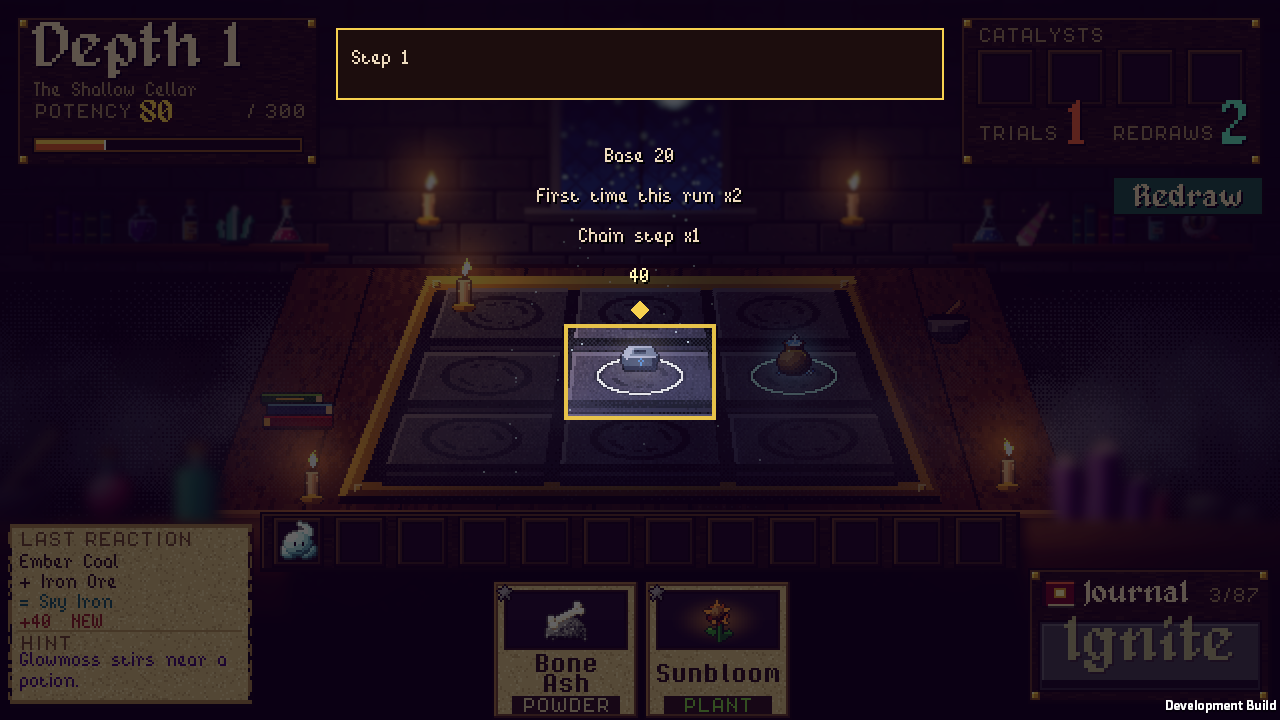 Depth 1
The Shallow Cellar
POTENCY 80 / 300
Step 1
CATALYSTS
TRIALS 1 REDRAWS 2
Redraw
Base 20
First time this run x2
Chain step x1
40
LAST REACTION
Ember Coal
+ Iron Ore
= Sky Iron
+40 NEW
HINT
Glowmoss stirs near a
potion.
Bone
Ash
POWDER
Sunbloom
PLANT
Journal 3/87
Ignite
Development Build